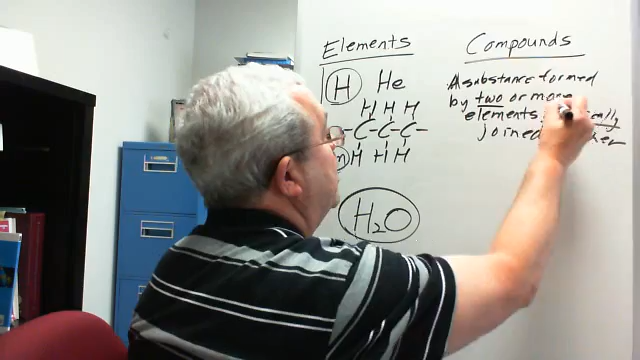 Elements
H He
H H H
-C-C-C-
H H H
H₂O
Compounds
A substance formed
by two or more
elements
joined